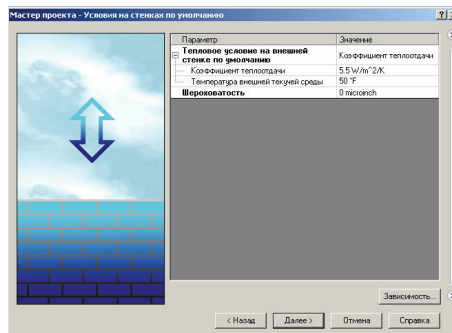 Мастер проекта - Условия на стенках по умолчанию
Параметр Значение
Тепловое условие на внешней стенке по умолчанию Коэффициент теплоотдачи
Коэффициент теплоотдачи 5.5 W/m^2/K
Температура внешней текучей среды 50 °F
Шероховатость 0 microinch
Зависимость...
< Назад Далее > Отмена Справка